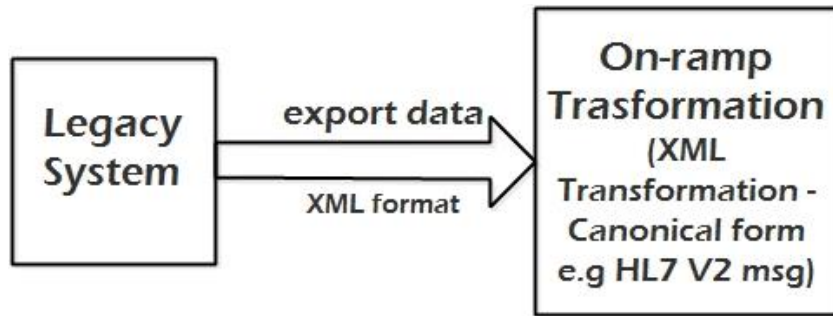 Legacy
System
export data
XML format
On-ramp
Trasformation
(XML
Transformation -
Canonical form
e.g HL7 V2 msg)